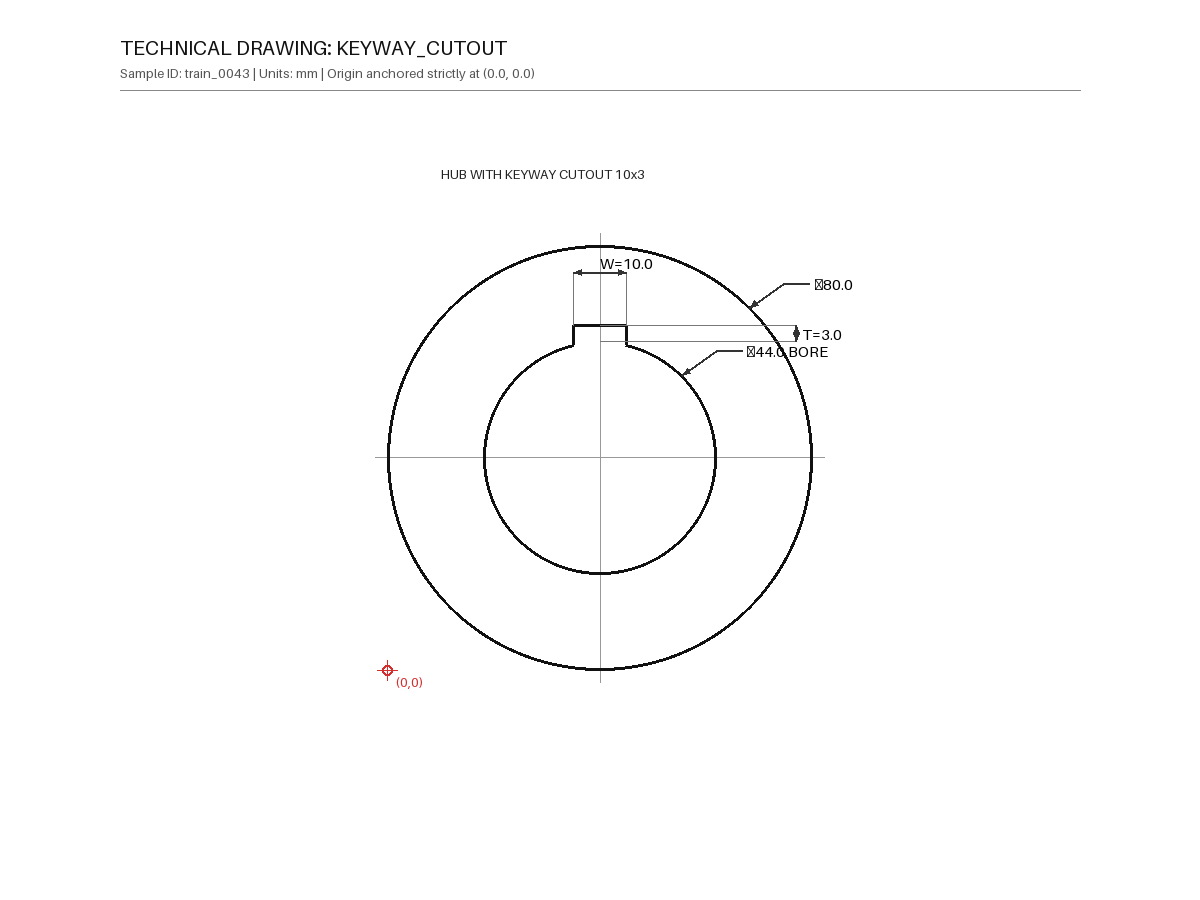 TECHNICAL DRAWING: KEYWAY_CUTOUT
Sample ID: train_0043 | Units: mm | Origin anchored strictly at (0.0, 0.0)
HUB WITH KEYWAY CUTOUT 10x3
W=10.0
80.0
T=3.0
44.0 BORE
(0,0)